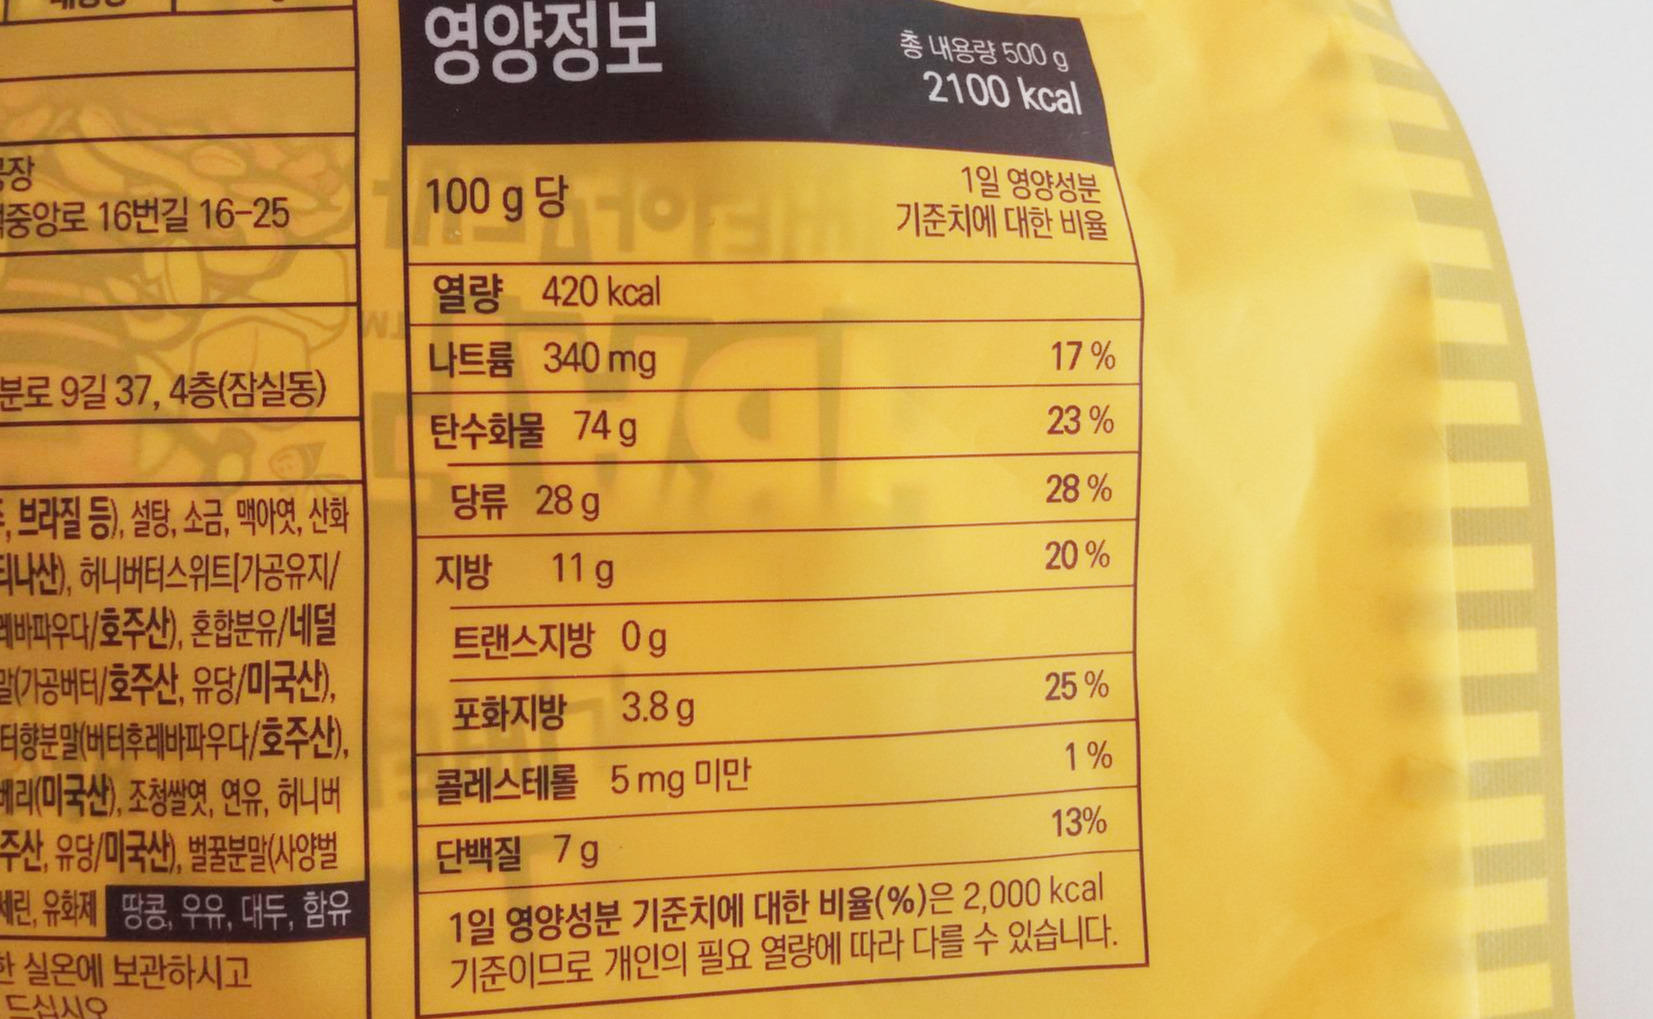 영양정보
총 내용량 500 g
2100 kcal
100 g 당
1일 영양성분
기준치에 대한 비율
열량 420 kcal
나트륨 340 mg 17 %
탄수화물 74 g 23 %
당류 28 g 28 %
지방 11 g 20 %
트랜스지방 0 g
포화지방 3.8 g 25 %
콜레스테롤 5 mg 미만 1 %
단백질 7 g 13%
1일 영양성분 기준치에 대한 비율(%)은 2,000 kcal
기준이므로 개인의 필요 열량에 따라 다를 수 있습니다.
중앙로 16번길 16-25
9길 37, 4층(잠실동)
브라질 등), 설탕, 소금, 맥아엿, 산화
허니버터스위트[가공유지/
호주산), 혼합분유/네덜
(가공버터/호주산, 유당/미국산),
터향분말(버터후레바파우다/호주산),
(미국산), 조청쌀엿, 연유, 허니버
주산, 유당/미국산), 벌꿀분말(사양벌
유화제 땅콩, 우유, 대두, 함유
실온에 보관하시고